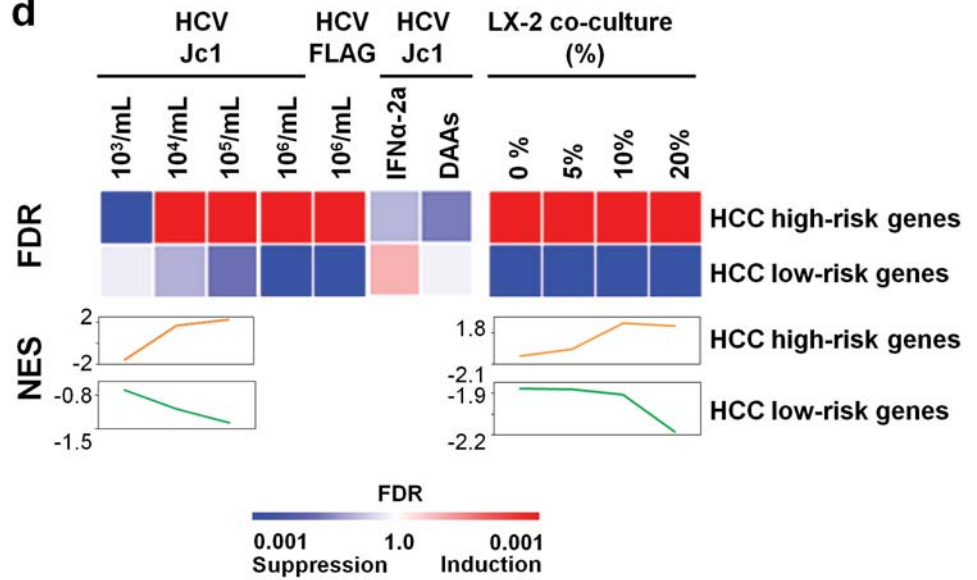 d
HCV Jc1
HCV FLAG
HCV Jc1
LX-2 co-culture (%)
10³/mL
10⁴/mL
10⁵/mL
10⁶/mL
10⁶/mL
IFNα-2a
DAAs
0 %
5%
10%
20%
FDR
HCC high-risk genes
HCC low-risk genes
NES
2
-2
1.8
-2.1
HCC high-risk genes
-0.8
-1.5
-1.9
-2.2
HCC low-risk genes
FDR
0.001 1.0 0.001
Suppression Induction